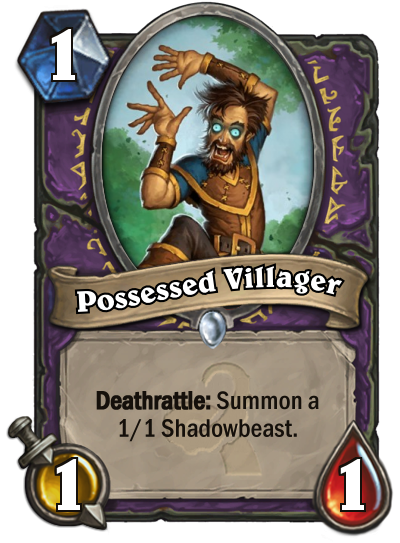 1
Possessed Villager
Deathrattle: Summon a
1/1 Shadowbeast.
1
1